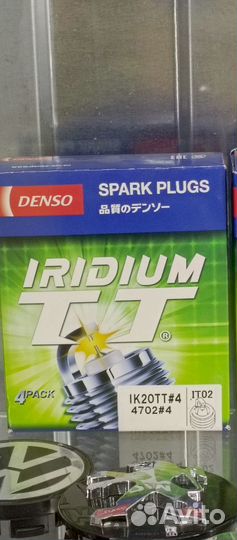 EAC
DENSO
SPARK PLUGS
品質のデンソー
IRIDIUM
TT®
4PACK
IK20TT#4
4702#4
IT02
Avito